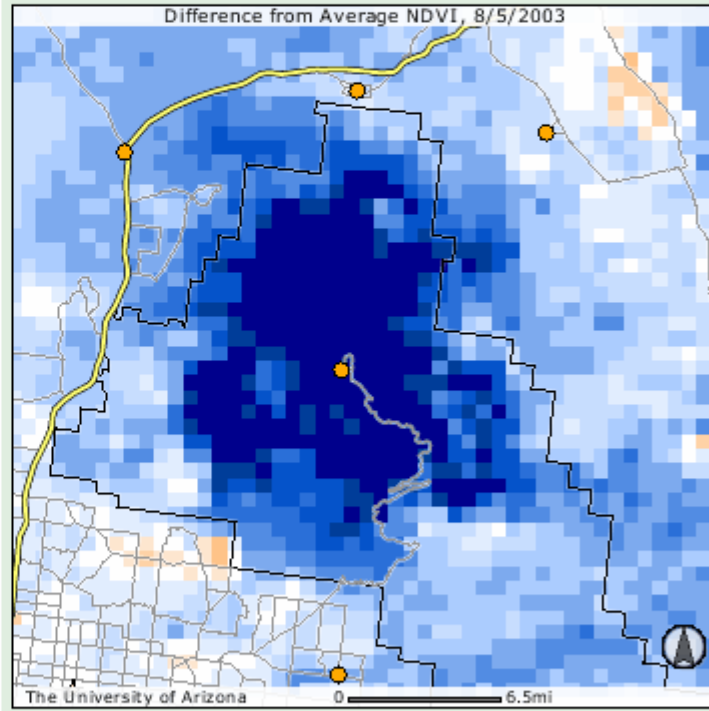 Difference from Average NDVI, 8/5/2003
The University of Arizona 0 6.5mi